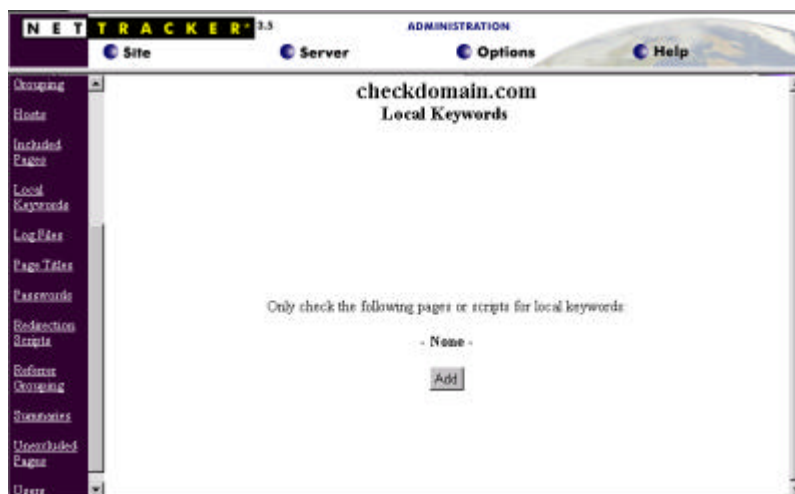 NET TRACKER® 3.5
ADMINISTRATION
Site
Server
Options
Help
Grouping
Hosts
Included
Pages
Local
Keywords
Log Files
Page Titles
Passwords
Redirection
Scripts
Referrer
Grouping
Summaries
Unexcluded
Pages
Users
checkdomain.com
Local Keywords
Only check the following pages or scripts for local keywords:
- None -
Add